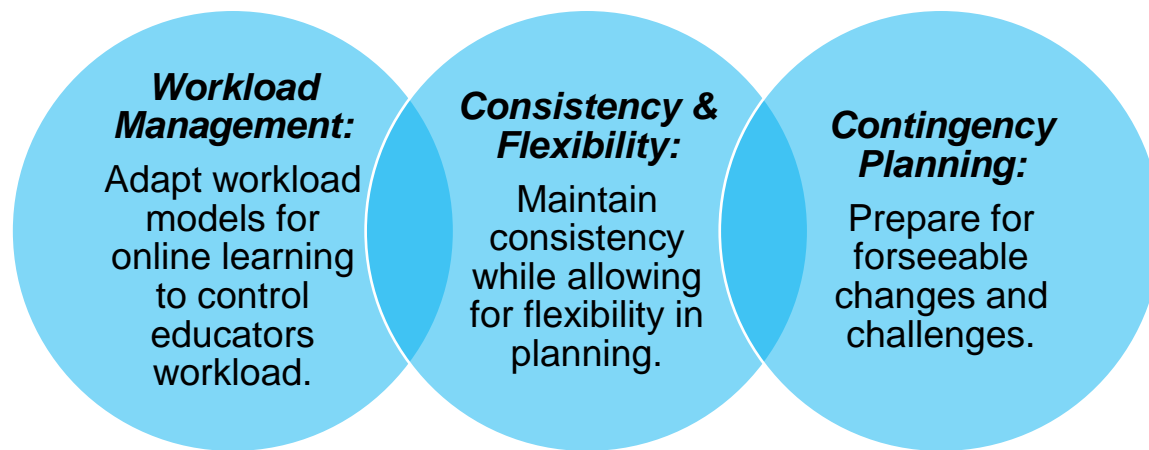 Workload
Management:
Adapt workload
models for
online learning
to control
educators
workload.
Consistency &
Flexibility:
Maintain
consistency
while allowing
for flexibility in
planning.
Contingency
Planning:
Prepare for
forseeable
changes and
challenges.